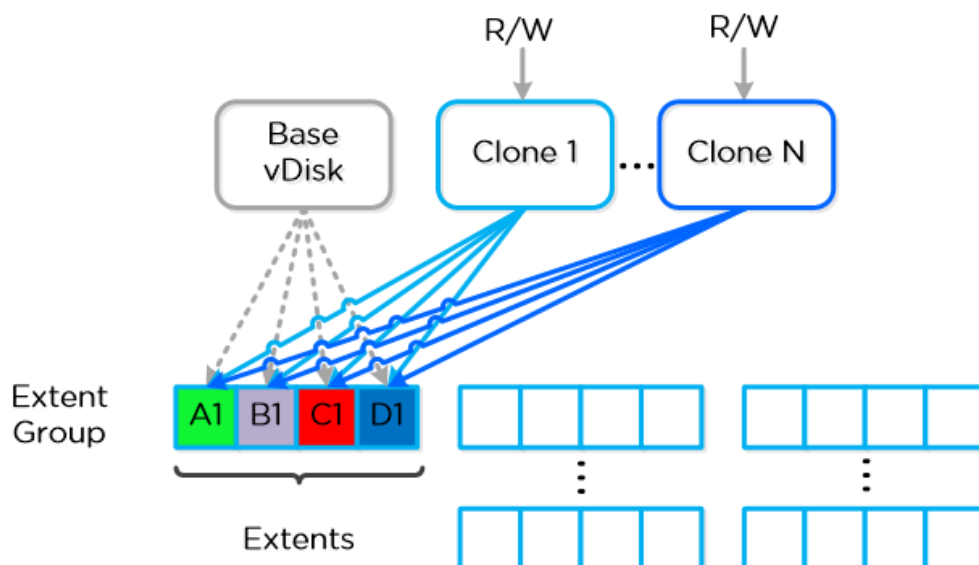 R/W
R/W
Base
vDisk
Clone 1
...
Clone N
Extent
Group
A1
B1
C1
D1
Extents